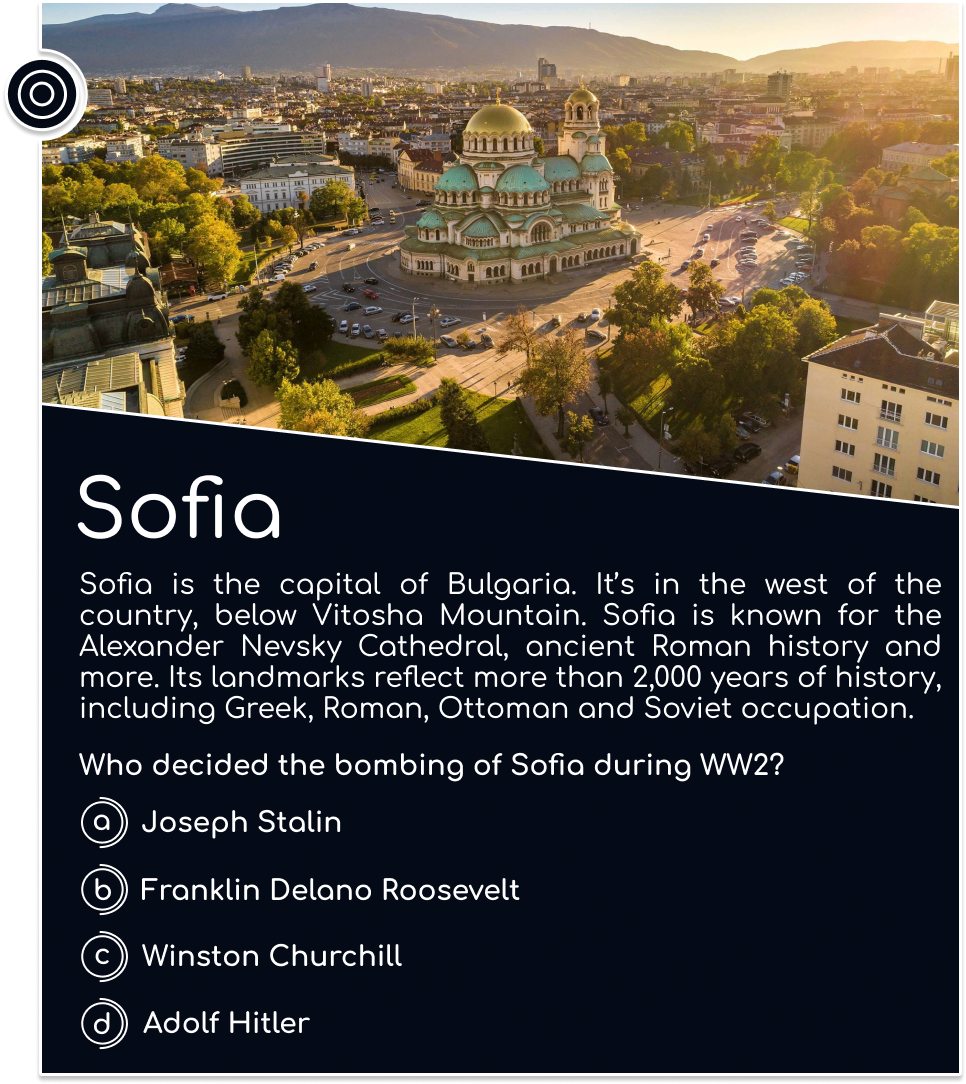 Sofia
Sofia is the capital of Bulgaria. It's in the west of the
country, below Vitosha Mountain. Sofia is known for the
Alexander Nevsky Cathedral, ancient Roman history and
more. Its landmarks reflect more than 2,000 years of history,
including Greek, Roman, Ottoman and Soviet occupation.
Who decided the bombing of Sofia during WW2?
a Joseph Stalin
b Franklin Delano Roosevelt
c Winston Churchill
d Adolf Hitler